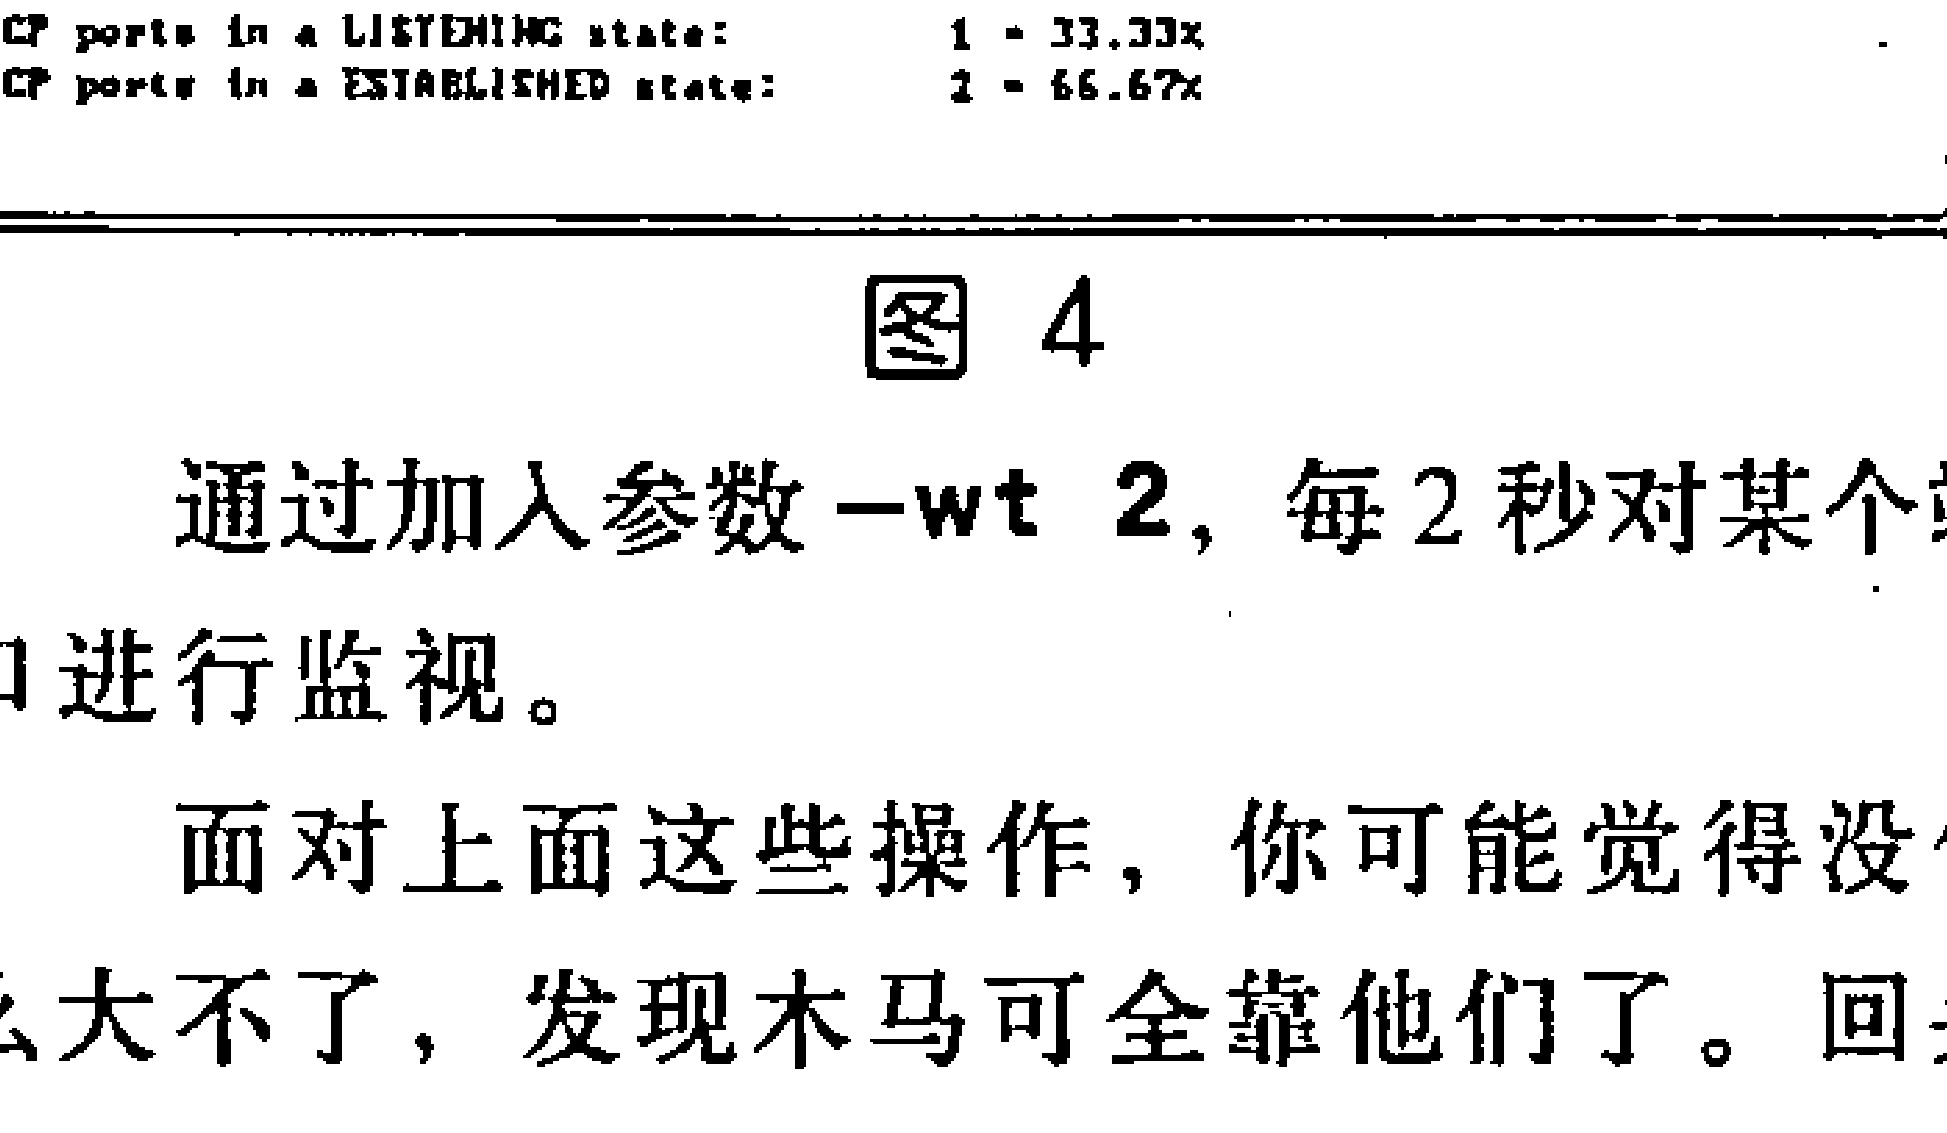 CP ports in a LISTENING state: 1 = 33.33%
CP ports in a ESTABLISHED state: 2 = 66.67%
图 4
通过加入参数 —wt 2，每 2 秒对某个
进行监视。
面对上面这些操作，你可能觉得没
大不了，发现木马可全靠他们了。回